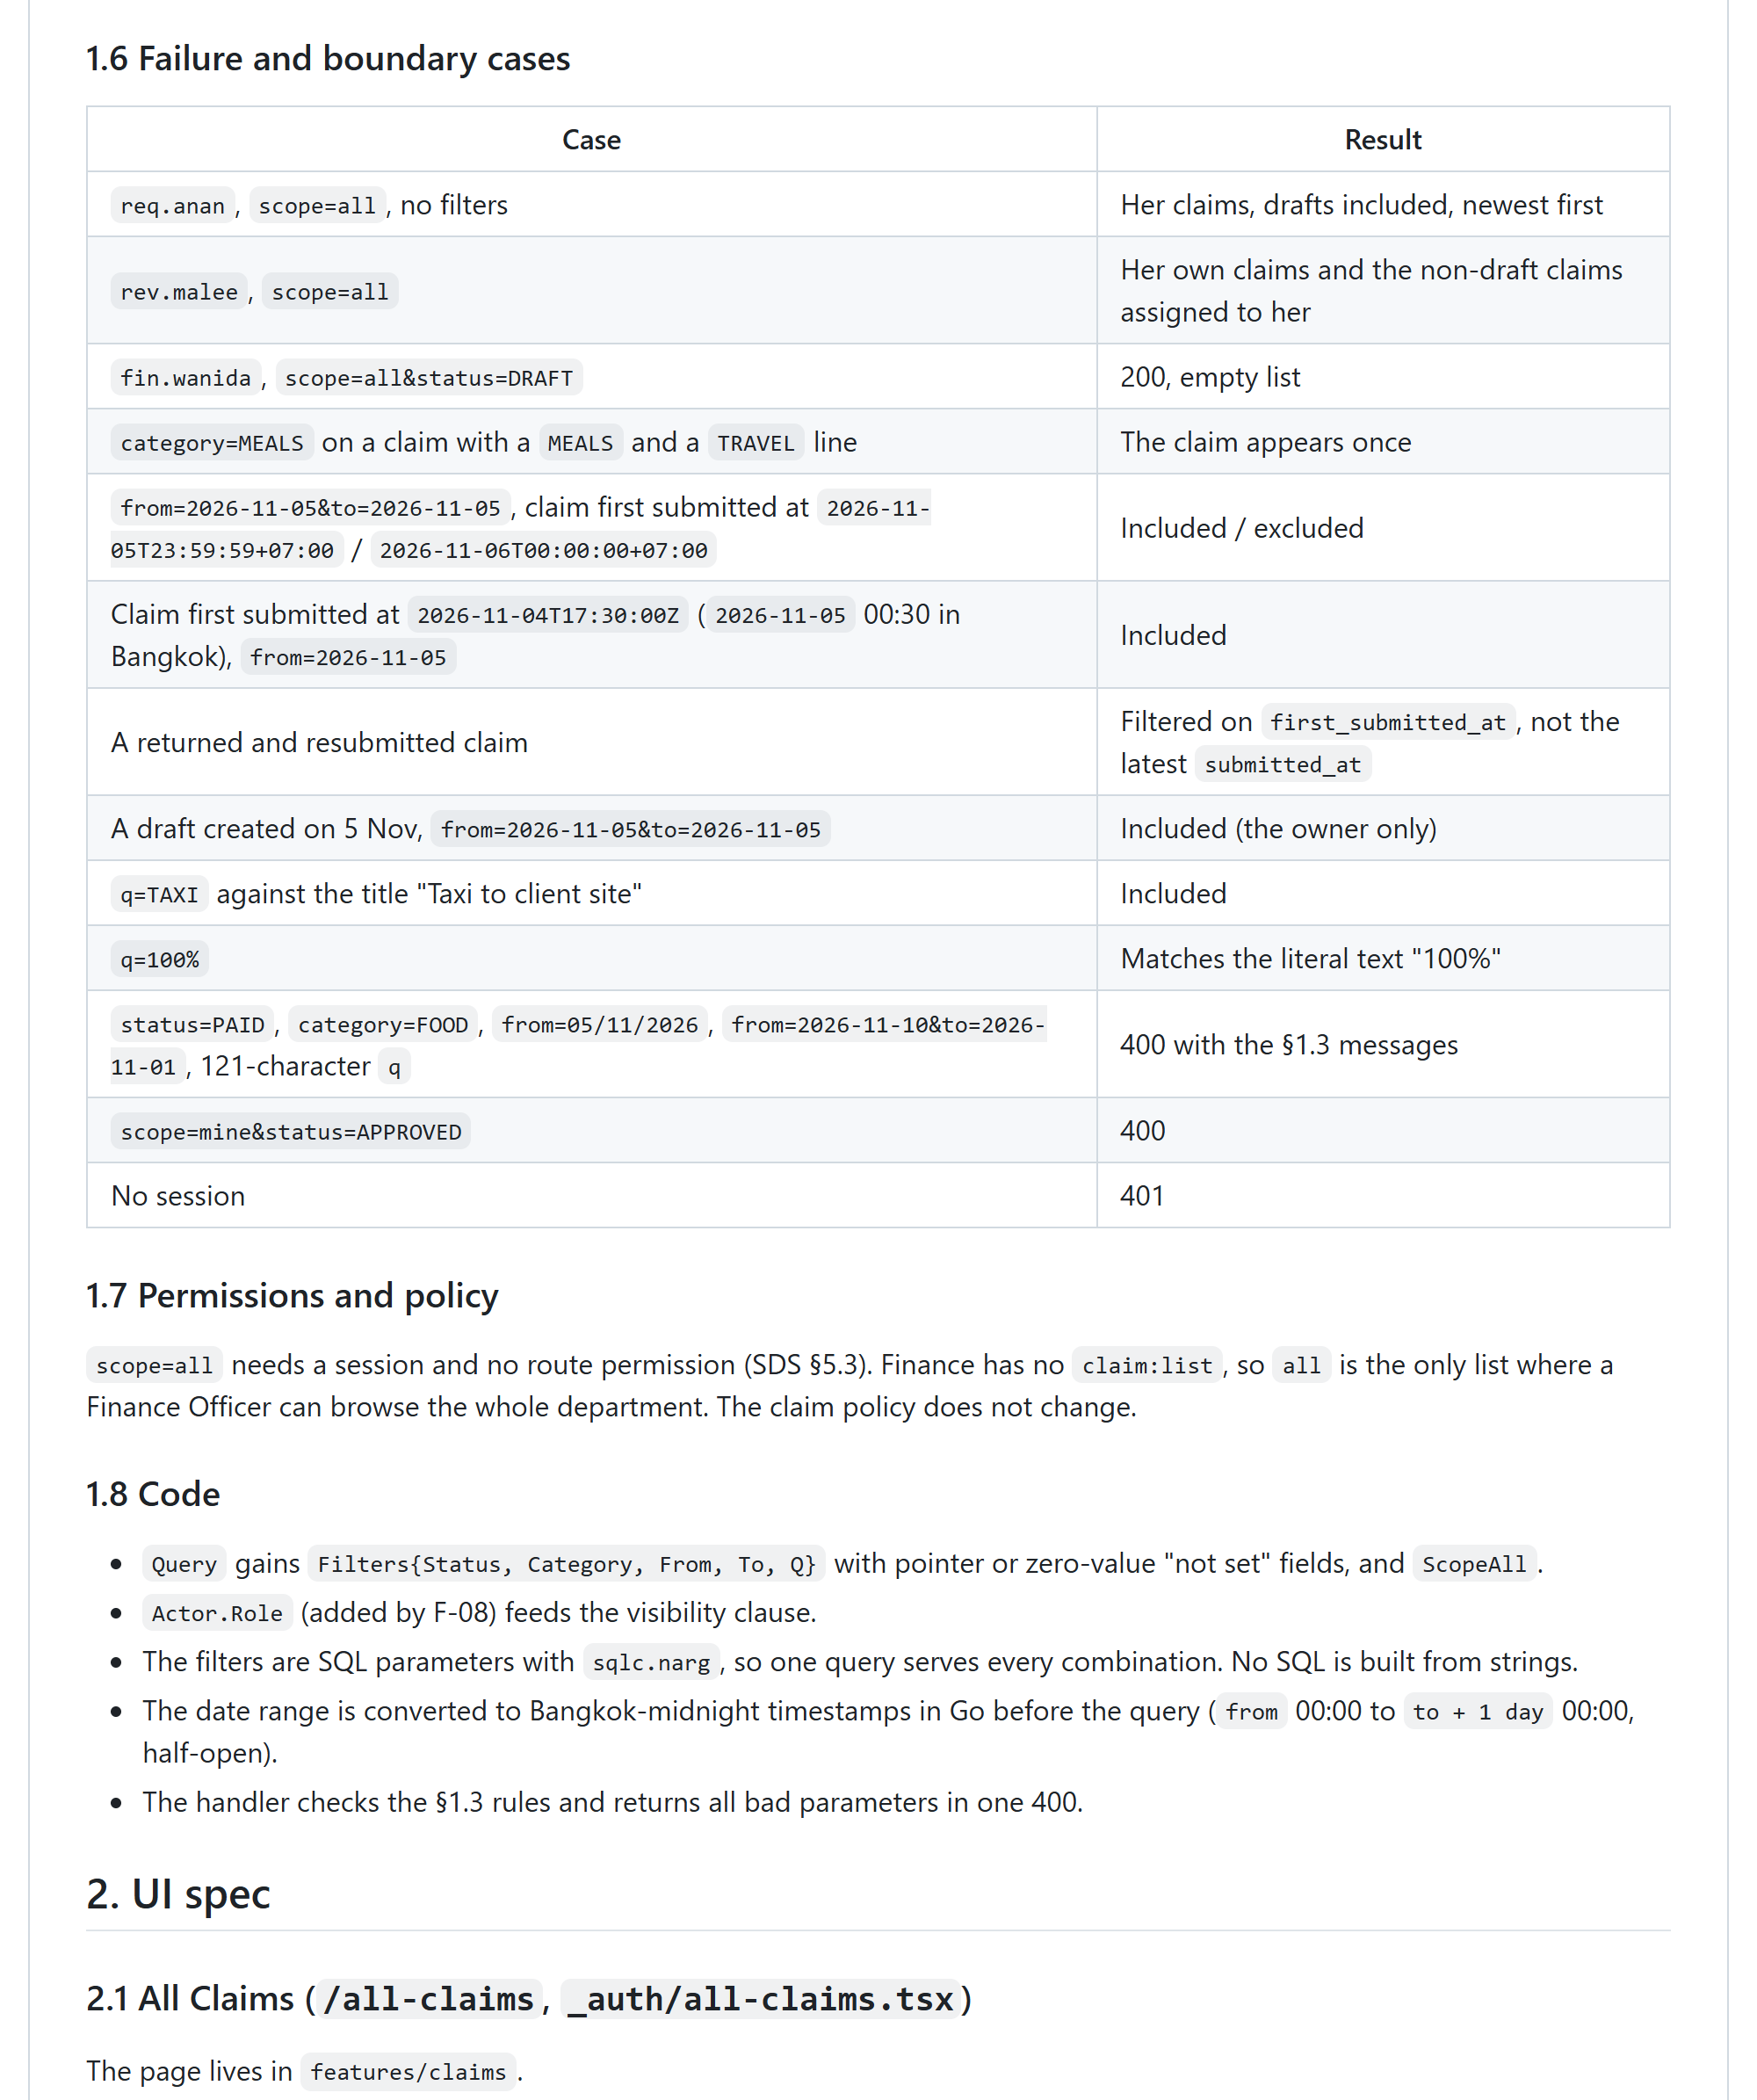 1.6 Failure and boundary cases
Case
Result
req.anan, scope=all, no filters
Her claims, drafts included, newest first
rev.malee, scope=all
Her own claims and the non-draft claims
assigned to her
fin.wanida, scope=all&status=DRAFT
200, empty list
category=MEALS on a claim with a MEALS and a TRAVEL line
The claim appears once
from=2026-11-05&to=2026-11-05, claim first submitted at 2026-11-
05T23:59:59+07:00 / 2026-11-06T00:00:00+07:00
Included / excluded
Claim first submitted at 2026-11-04T17:30:00Z (2026-11-05 00:30 in
Bangkok), from=2026-11-05
Included
A returned and resubmitted claim
Filtered on first_submitted_at, not the
latest submitted_at
A draft created on 5 Nov, from=2026-11-05&to=2026-11-05
Included (the owner only)
q=TAXI against the title "Taxi to client site"
Included
q=100%
Matches the literal text "100%"
status=PAID, category=FOOD, from=05/11/2026, from=2026-11-10&to=2026-
11-01, 121-character q
400 with the §1.3 messages
scope=mine&status=APPROVED
400
No session
401
1.7 Permissions and policy
scope=all needs a session and no route permission (SDS §5.3). Finance has no claim:list, so all is the only list where a
Finance Officer can browse the whole department. The claim policy does not change.
1.8 Code
• Query gains Filters{Status, Category, From, To, Q} with pointer or zero-value "not set" fields, and ScopeAll.
• Actor.Role (added by F-08) feeds the visibility clause.
• The filters are SQL parameters with sqlc.narg, so one query serves every combination. No SQL is built from strings.
• The date range is converted to Bangkok-midnight timestamps in Go before the query (from 00:00 to to + 1 day 00:00,
half-open).
• The handler checks the §1.3 rules and returns all bad parameters in one 400.
2. UI spec
2.1 All Claims (/all-claims, _auth/all-claims.tsx)
The page lives in features/claims.